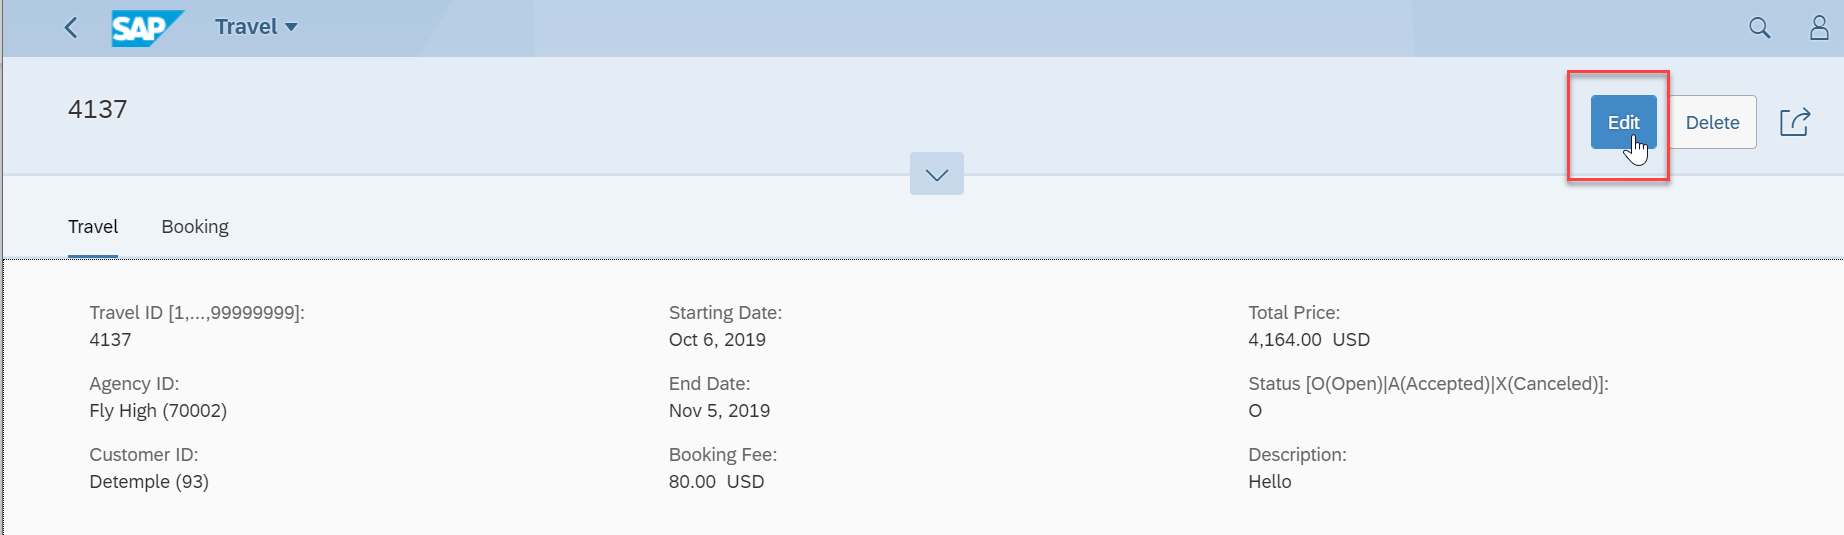 SAP Travel
4137
Edit Delete
Travel Booking
Travel ID [1,...,99999999]:
4137
Agency ID:
Fly High (70002)
Customer ID:
Detemple (93)
Starting Date:
Oct 6, 2019
End Date:
Nov 5, 2019
Booking Fee:
80.00 USD
Total Price:
4,164.00 USD
Status [O(Open)|A(Accepted)|X(Canceled)]:
O
Description:
Hello